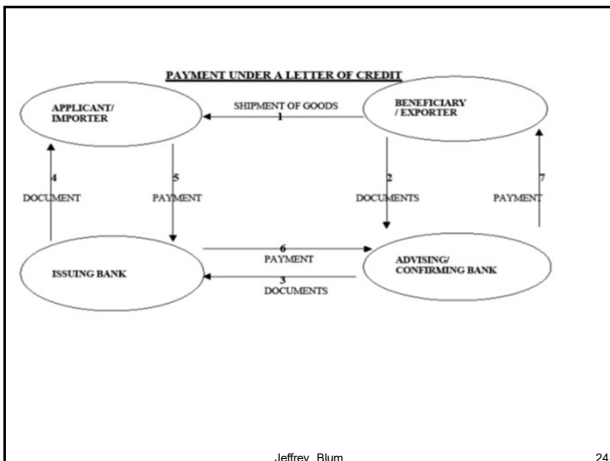 PAYMENT UNDER A LETTER OF CREDIT
APPLICANT/
IMPORTER
SHIPMENT OF GOODS
1
BENEFICIARY
/ EXPORTER
4
DOCUMENT
5
PAYMENT
2
DOCUMENTS
7
PAYMENT
ISSUING BANK
6
PAYMENT
3
DOCUMENTS
ADVISING/
CONFIRMING BANK
Jeffrey Blum
24